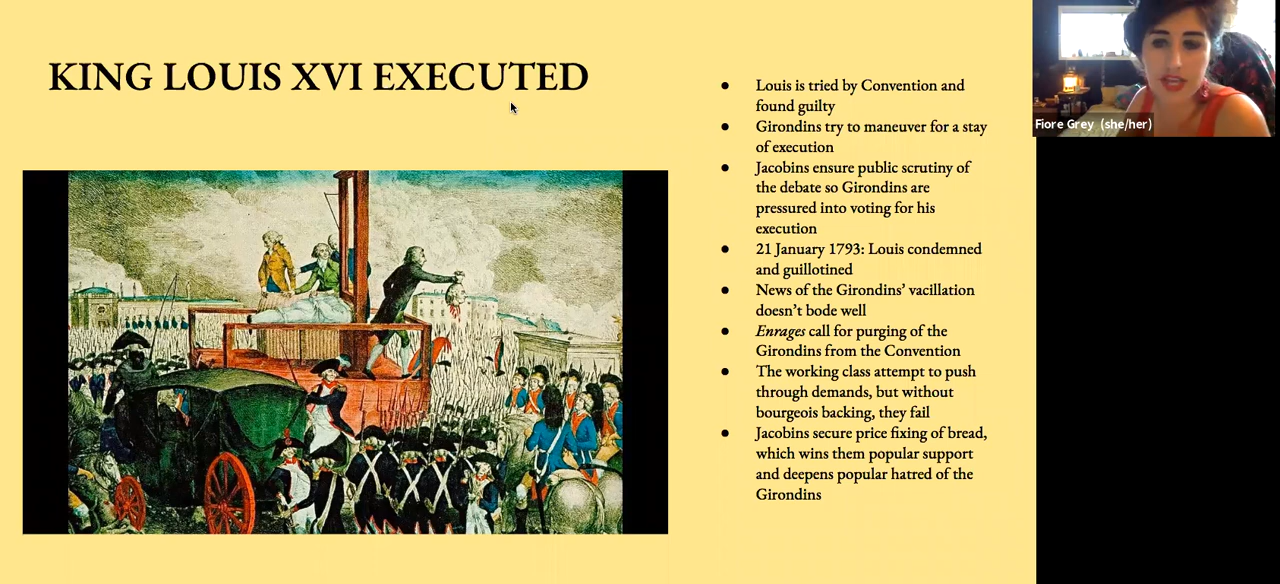 KING LOUIS XVI EXECUTED
Louis is tried by Convention and
found guilty
Girondins try to maneuver for a stay
of execution
Jacobins ensure public scrutiny of
the debate so Girondins are
pressured into voting for his
execution
21 January 1793: Louis condemned
and guillotined
News of the Girondins’ vacillation
doesn’t bode well
Enrages call for purging of the
Girondins from the Convention
The working class attempt to push
through demands, but without
bourgeois backing, they fail
Jacobins secure price fixing of bread,
which wins them popular support
and deepens popular hatred of the
Girondins
Fiore Grey (she/her)